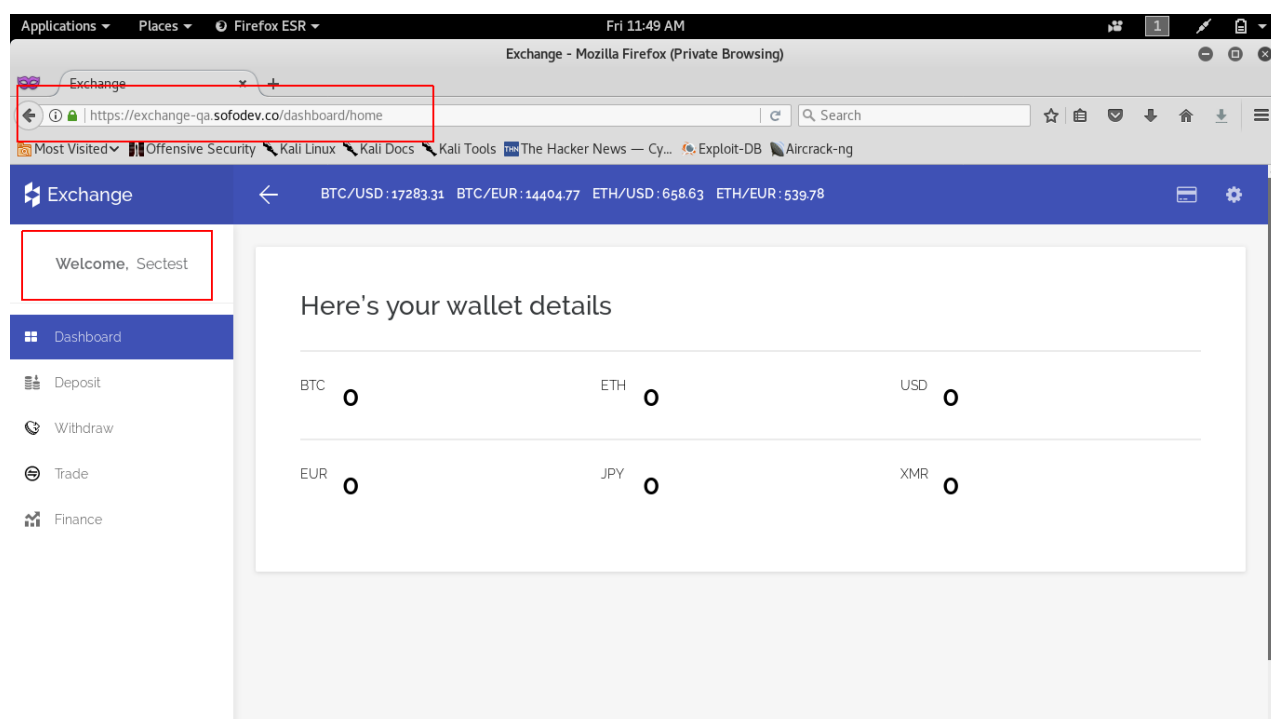 Applications Places Firefox ESR Fri 11:49 AM 1
Exchange - Mozilla Firefox (Private Browsing)
Exchange × +
https://exchange-qa.sofodev.co/dashboard/home Search
Most Visited Offensive Security Kali Linux Kali Docs Kali Tools THN The Hacker News — Cy... Exploit-DB Aircrack-ng
Exchange BTC/USD:17283.31 BTC/EUR:14404.77 ETH/USD:658.63 ETH/EUR:539.78
Welcome, Sectest
Here's your wallet details
Dashboard
Deposit
Withdraw
Trade
Finance
BTC 0 ETH 0 USD 0
EUR 0 JPY 0 XMR 0